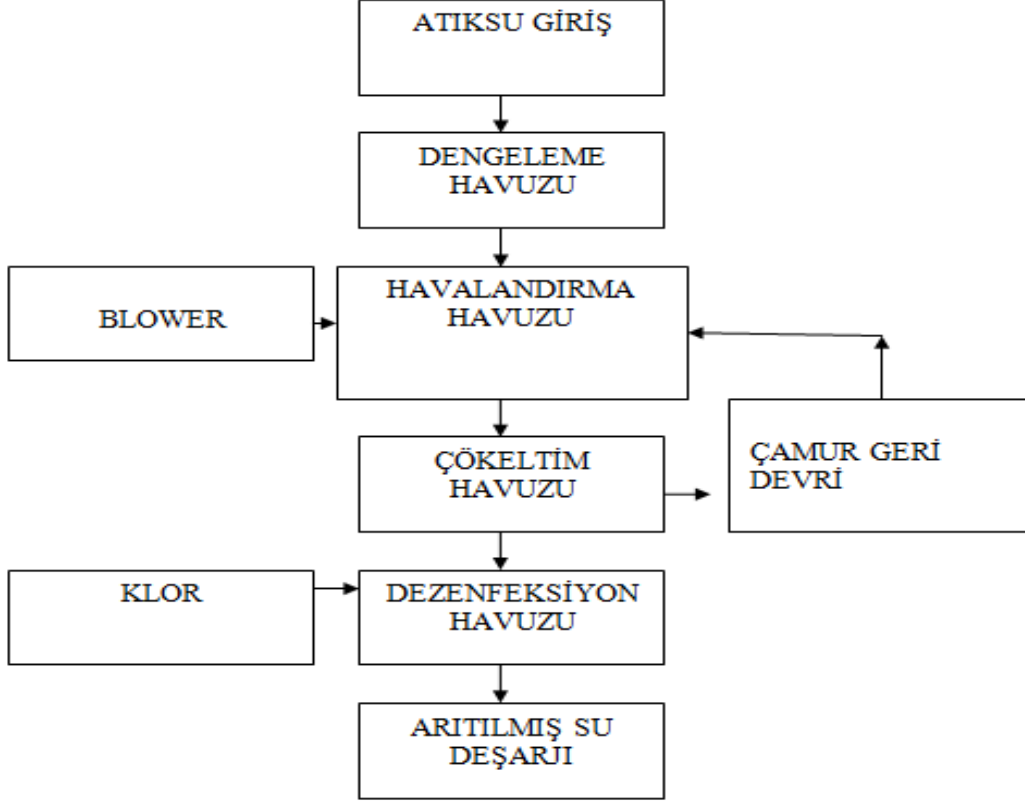 ATIKSU GİRİŞ
DENGELEME
HAVUZU
BLOWER
HAVALANDIRMA
HAVUZU
ÇÖKELTİM
HAVUZU
ÇAMUR GERİ
DEVRİ
KLOR
DEZENFEKSİYON
HAVUZU
ARITILMIŞ SU
DEŞARJI